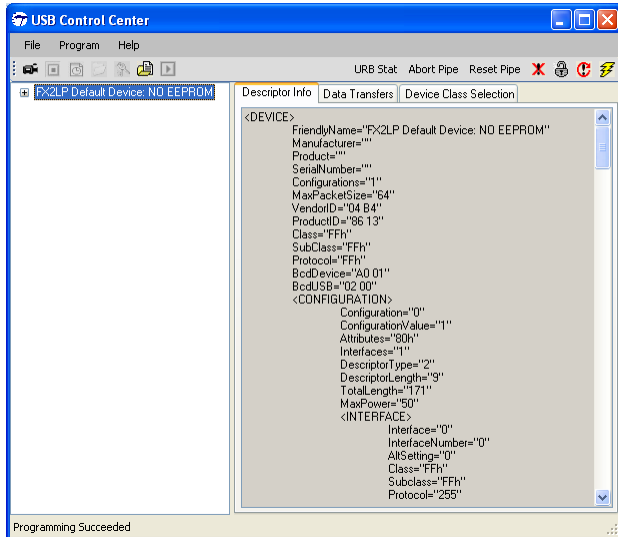 USB Control Center
File Program Help
URB Stat Abort Pipe Reset Pipe
FX2LP Default Device: NO EEPROM
Descriptor Info Data Transfers Device Class Selection
<DEVICE>
FriendlyName="FX2LP Default Device: NO EEPROM"
Manufacturer=""
Product=""
SerialNumber=""
Configurations="1"
MaxPacketSize="64"
VendorID="04 B4"
ProductID="86 13"
Class="FFh"
SubClass="FFh"
Protocol="FFh"
BcdDevice="A0 01"
BcdUSB="02 00"
<CONFIGURATION>
Configuration="0"
ConfigurationValue="1"
Attributes="80h"
Interfaces="1"
DescriptorType="2"
DescriptorLength="9"
TotalLength="171"
MaxPower="50"
<INTERFACE>
Interface="0"
InterfaceNumber="0"
AltSetting="0"
Class="FFh"
Subclass="FFh"
Protocol="255"
Programming Succeeded